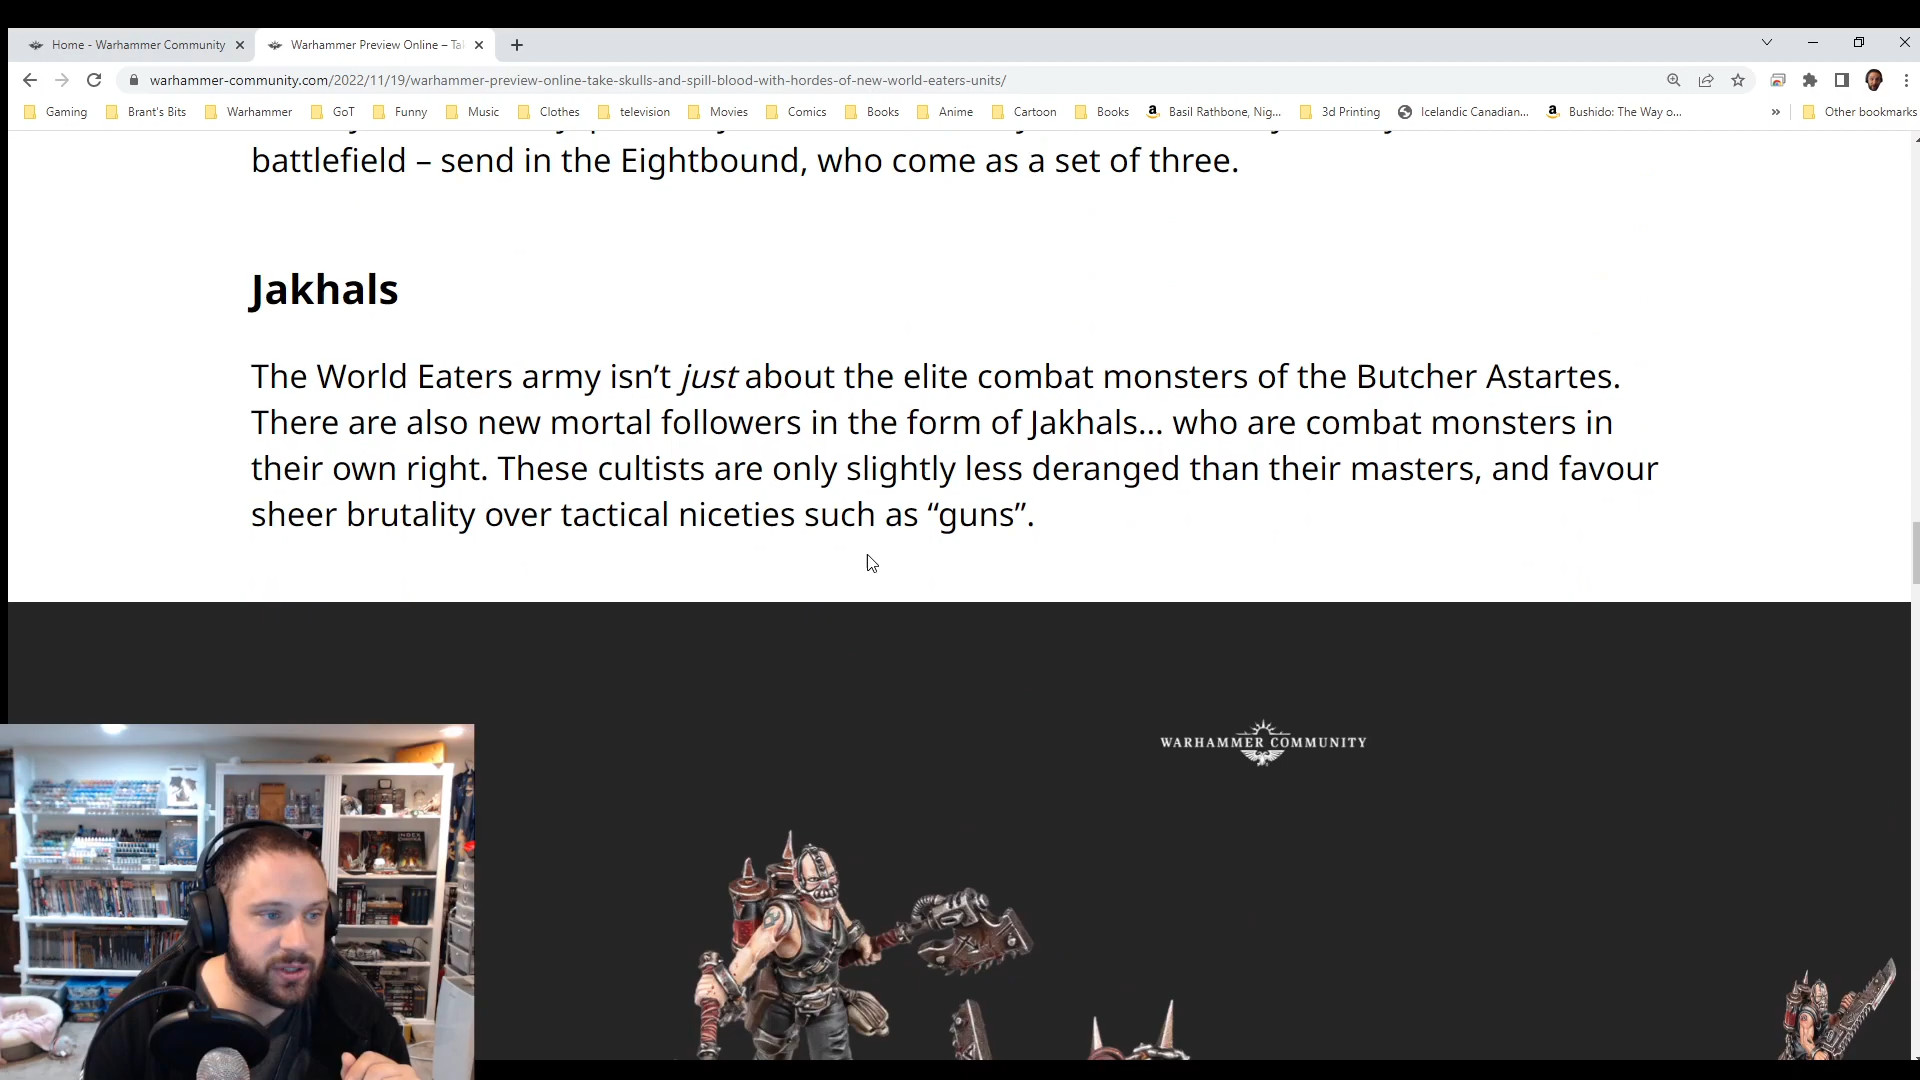 Home - Warhammer Community
Warhammer Preview Online – Ta
warhammer-community.com/2022/11/19/warhammer-preview-online-take-skulls-and-spill-blood-with-hordes-of-new-world-eaters-units/
Gaming Brant's Bits Warhammer GoT Funny Music Clothes television Movies Comics Books Anime Cartoon Books Basil Rathbone, Nig... 3d Printing Icelandic Canadian... Bushido: The Way o... » Other bookmarks
battlefield – send in the Eightbound, who come as a set of three.
Jakhals
The World Eaters army isn’t just about the elite combat monsters of the Butcher Astartes.
There are also new mortal followers in the form of Jakhals… who are combat monsters in
their own right. These cultists are only slightly less deranged than their masters, and favour
sheer brutality over tactical niceties such as “guns”.
WARHAMMER COMMUNITY